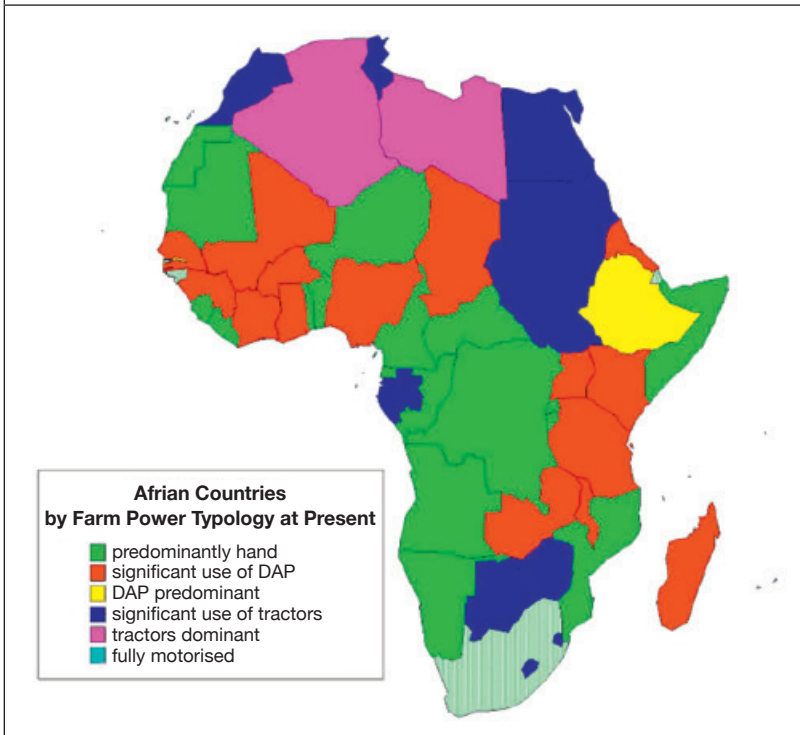 Afrian Countries
by Farm Power Typology at Present
predominantly hand
significant use of DAP
DAP predominant
significant use of tractors
tractors dominant
fully motorised